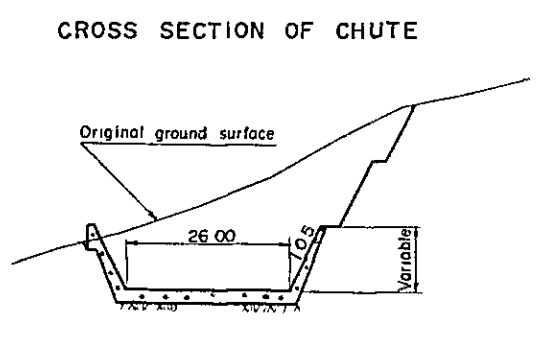 CROSS SECTION OF CHUTE
Original ground surface
26 00
1 0 5
Variable